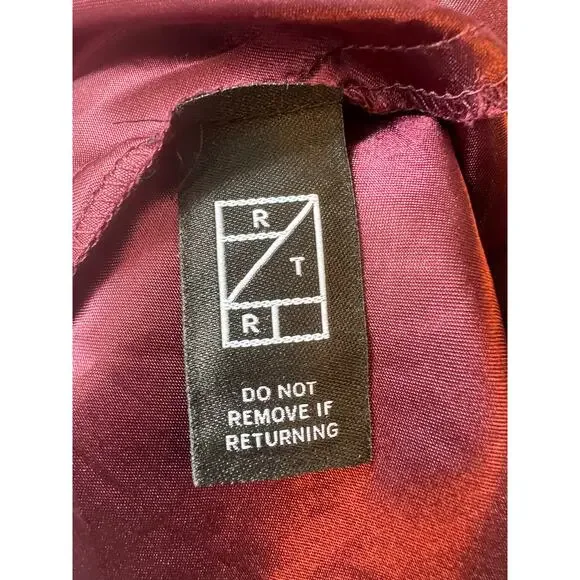 R
T
R
DO NOT
REMOVE IF
RETURNING